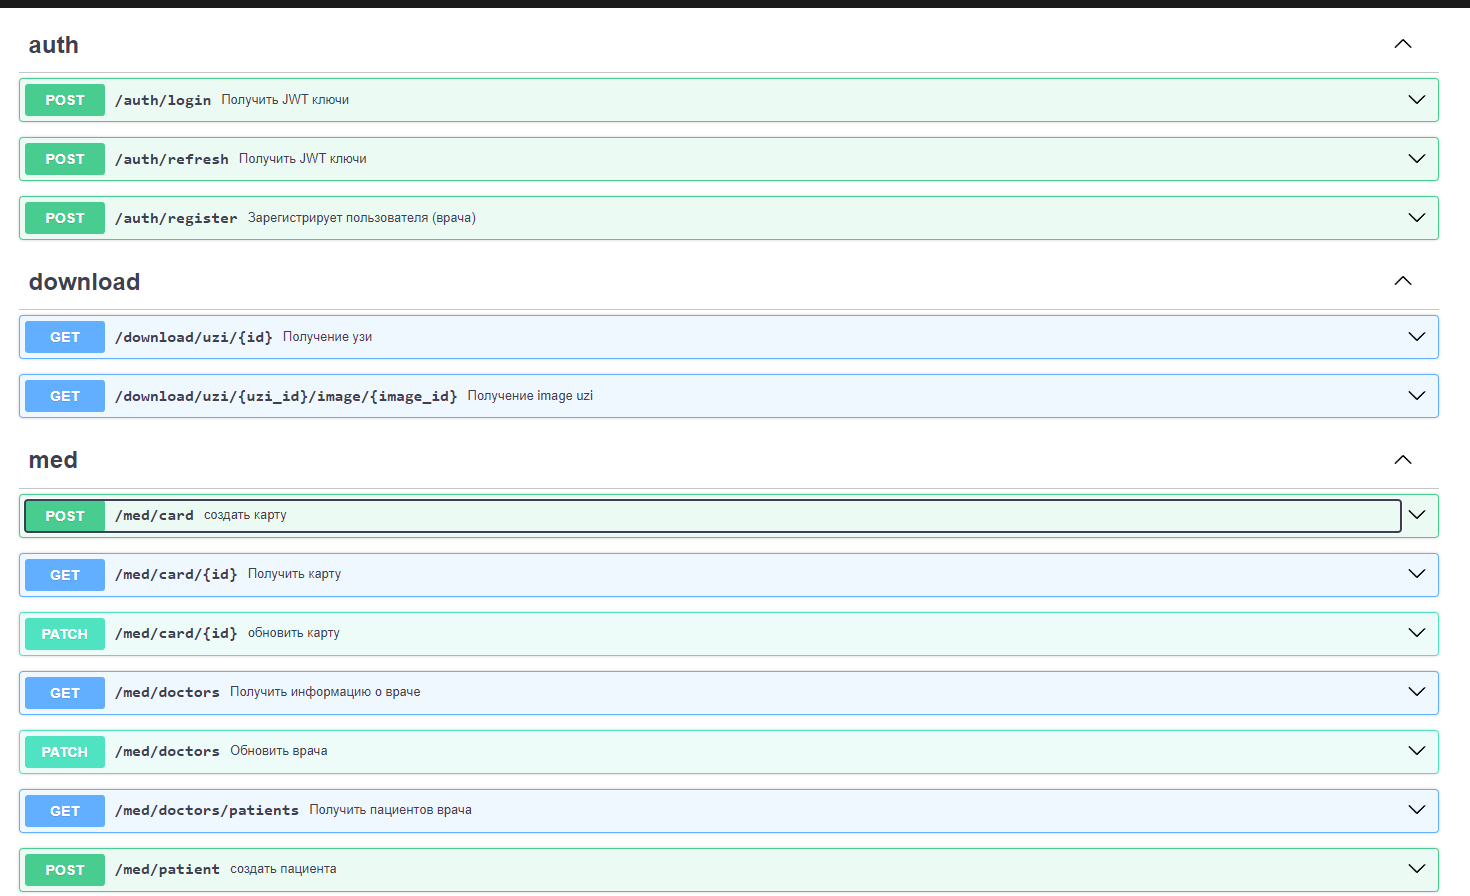 auth
POST /auth/login Получить JWT ключи
POST /auth/refresh Получить JWT ключи
POST /auth/register Зарегистрирует пользователя (врача)
download
GET /download/uzi/{id} Получение узи
GET /download/uzi/{uzi_id}/image/{image_id} Получение image uzi
med
POST /med/card создать карту
GET /med/card/{id} Получить карту
PATCH /med/card/{id} обновить карту
GET /med/doctors Получить информацию о враче
PATCH /med/doctors Обновить врача
GET /med/doctors/patients Получить пациентов врача
POST /med/patient создать пациента